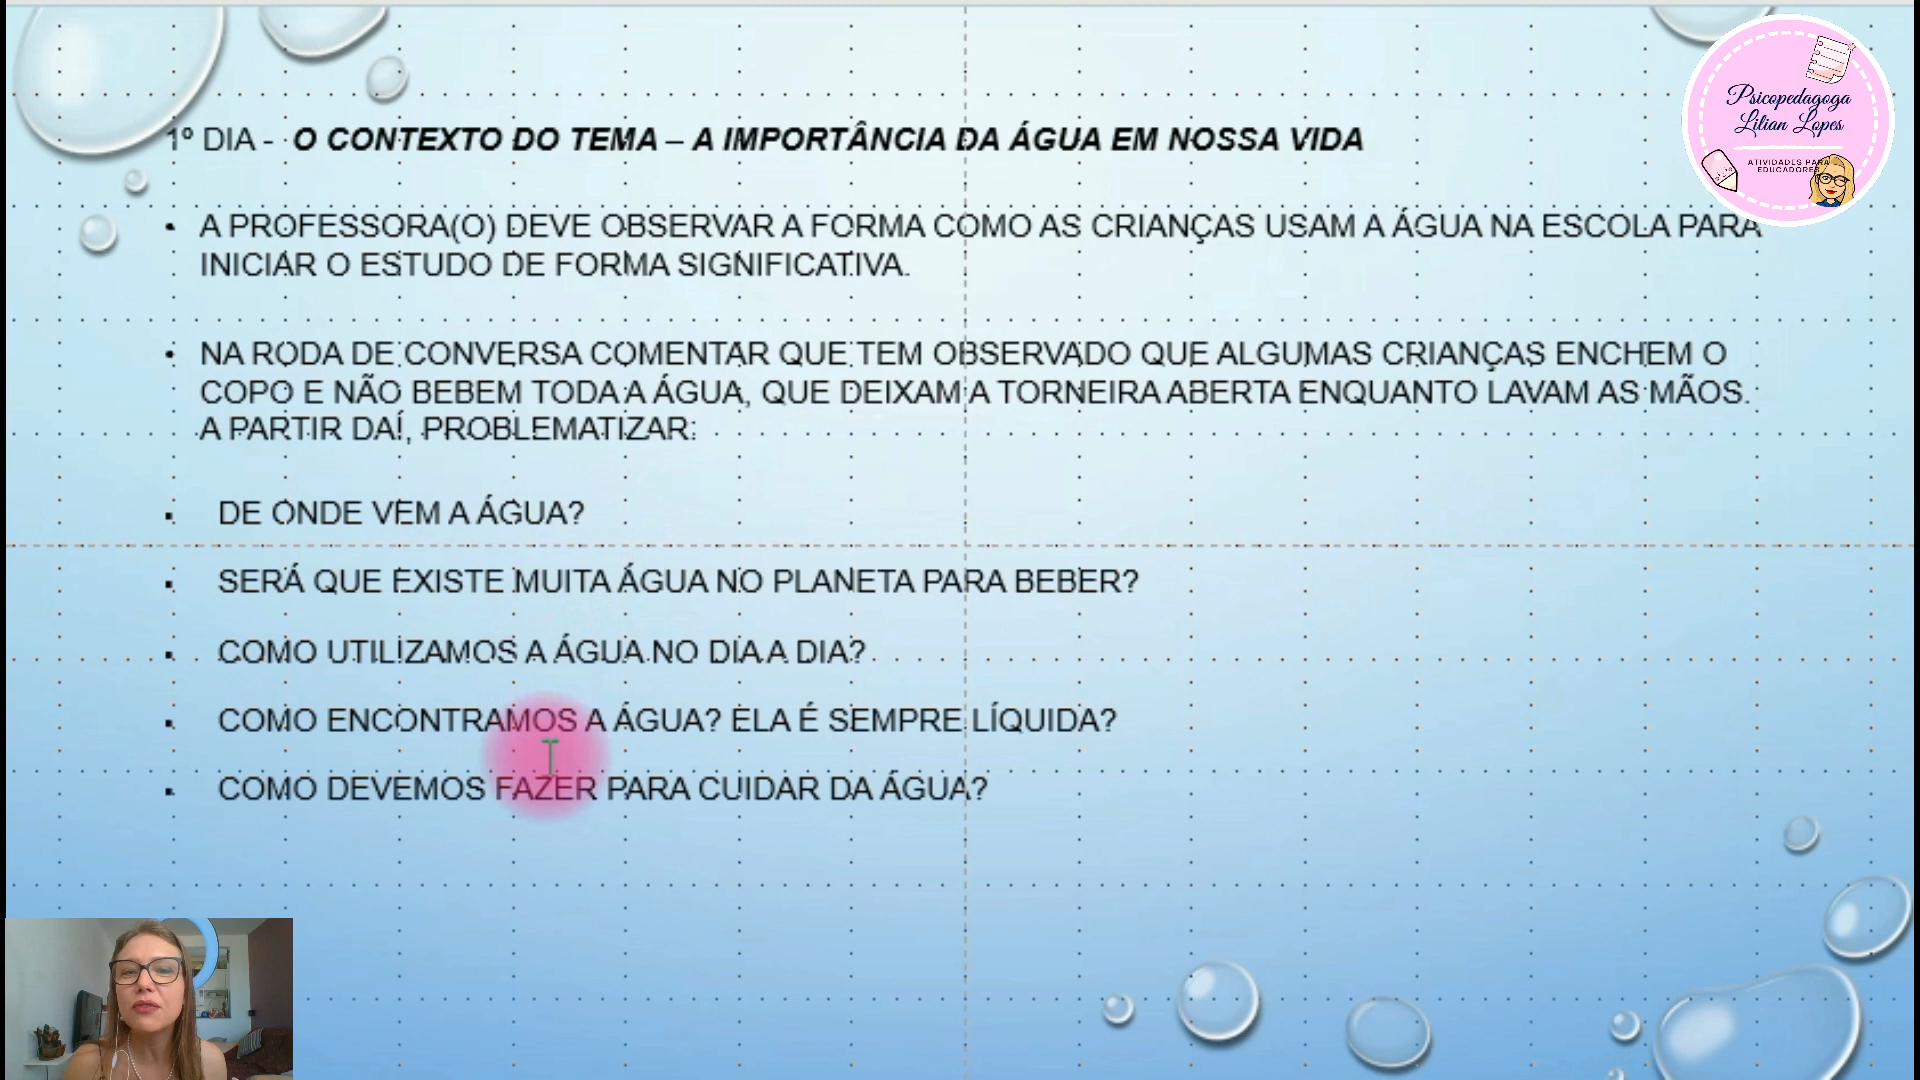 1º DIA - O CONTEXTO DO TEMA – A IMPORTÂNCIA DA ÁGUA EM NOSSA VIDA
Psicopedagoga
Lilian Lopes
ATIVIDADES PARA
EDUCADORES
• A PROFESSORA(O) DEVE OBSERVAR A FORMA COMO AS CRIANÇAS USAM A ÁGUA NA ESCOLA PARA
INICIAR O ESTUDO DE FORMA SIGNIFICATIVA.
• NA RODA DE CONVERSA COMENTAR QUE TEM OBSERVADO QUE ALGUMAS CRIANÇAS ENCHEM O
COPO E NÃO BEBEM TODA A ÁGUA, QUE DEIXAM A TORNEIRA ABERTA ENQUANTO LAVAM AS MÃOS.
A PARTIR DAÍ, PROBLEMATIZAR:
▪ DE ONDE VEM A ÁGUA?
▪ SERÁ QUE EXISTE MUITA ÁGUA NO PLANETA PARA BEBER?
▪ COMO UTILIZAMOS A ÁGUA NO DIA A DIA?
▪ COMO ENCONTRAMOS A ÁGUA? ELA É SEMPRE LÍQUIDA?
▪ COMO DEVEMOS FAZER PARA CUIDAR DA ÁGUA?